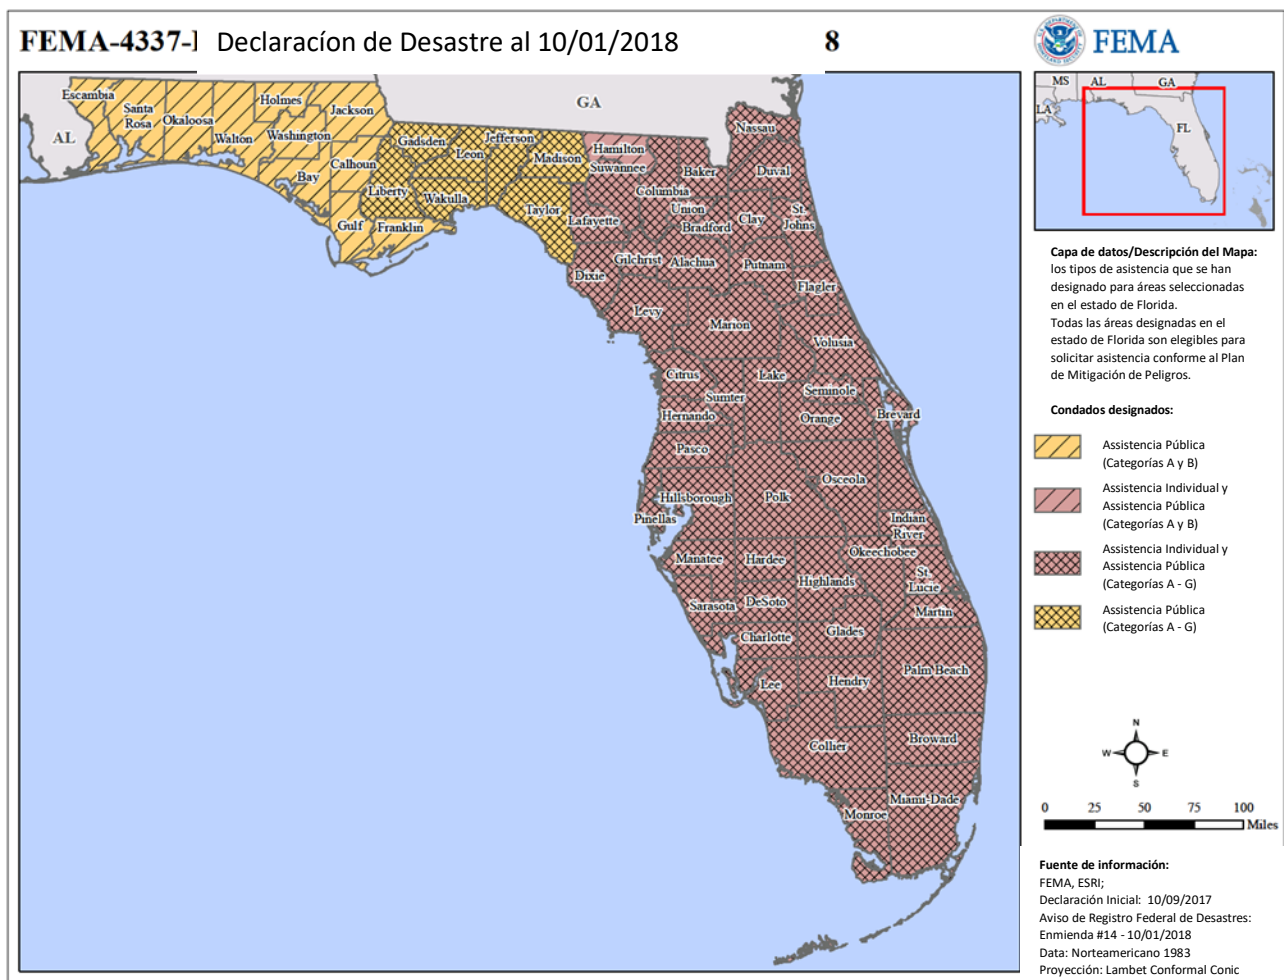 FEMA-4337-
Declaracíon de Desastre al 10/01/2018
8
FEMA
MS
AL
GA
LA
FL
GA
AL
Escambia
Santa
Rosa
Okaloosa
Walton
Holmes
Washington
Jackson
Bay
Calhoun
Gulf
Franklin
Liberty
Gadsden
Leon
Wakulla
Jefferson
Madison
Taylor
Hamilton
Suwannee
Lafayette
Columbia
Baker
Nassau
Duval
Union
Bradford
Clay
St.
Johns
Dixie
Gilchrist
Alachua
Putnam
Flagler
Levy
Marion
Volusia
Citrus
Sumter
Lake
Seminole
Hernando
Orange
Brevard
Pasco
Hillsborough
Pinellas
Polk
Osceola
Indian
River
Manatee
Hardee
Okeechobee
Highlands
St.
Lucie
Sarasota
DeSoto
Martin
Charlotte
Glades
Palm Beach
Lee
Hendry
Collier
Broward
Miami-Dade
Monroe
Capa de datos/Descripción del Mapa:
los tipos de asistencia que se han
designado para áreas seleccionadas
en el estado de Florida.
Todas las áreas designadas en el
estado de Florida son elegibles para
solicitar asistencia conforme al Plan
de Mitigación de Peligros.
Condados designados:
Assistencia Pública
(Categorías A y B)
Assistencia Individual y
Assistencia Pública
(Categorías A y B)
Assistencia Individual y
Assistencia Pública
(Categorías A - G)
Assistencia Pública
(Categorías A - G)
N
W
E
S
0 25 50 75 100
Miles
Fuente de información:
FEMA, ESRI;
Declaración Inicial: 10/09/2017
Aviso de Registro Federal de Desastres:
Enmienda #14 - 10/01/2018
Data: Norteamericano 1983
Proyección: Lambet Conformal Conic